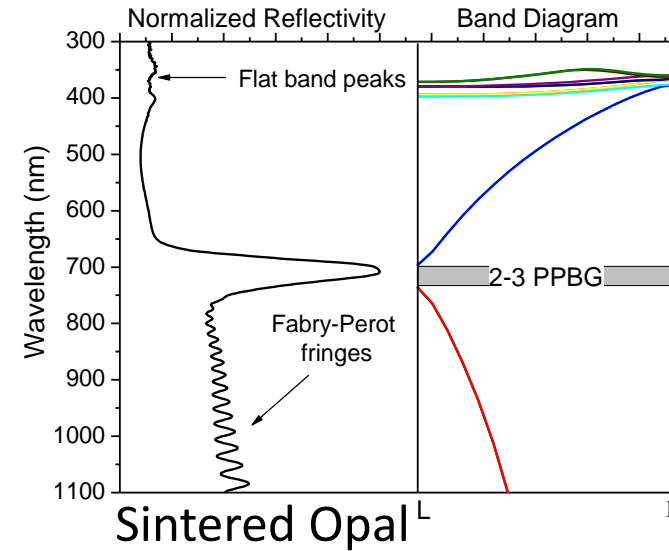 Normalized Reflectivity
Band Diagram
Wavelength (nm)
300
400
500
600
700
800
900
1000
1100
Flat band peaks
2-3 PPBG
Fabry-Perot
fringes
L
Sintered Opal